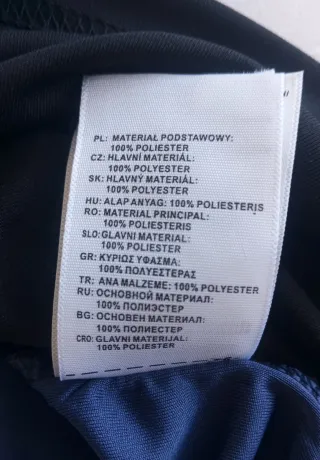 PL: MATERIAŁ PODSTAWOWY:
100% POLIESTER
CZ: HLAVNÍ MATERIÁL:
100% POLYESTER
SK: HLAVNÝ MATERIÁL:
100% POLYESTER
HU: ALAP ANYAG: 100% POLIESTERIS
RO: MATERIAL PRINCIPAL:
100% POLIESTERIS
SLO: GLAVNI MATERIAL:
100% POLIESTER
GR: ΚΥΡΙΩΣ ΥΦΑΣΜΑ:
100% ΠΟΛΥΕΣΤΕΡΑΣ
TR: ANA MALZEME: 100% POLYESTER
RU: ОСНОВНОЙ МАТЕРИАЛ:
100% ПОЛИЭСТЕР
BG: ОСНОВЕН МАТЕРИАЛ:
100% ПОЛИЕСТЕР
CRO: GLAVNI MATERIJAL:
100% POLIESTER